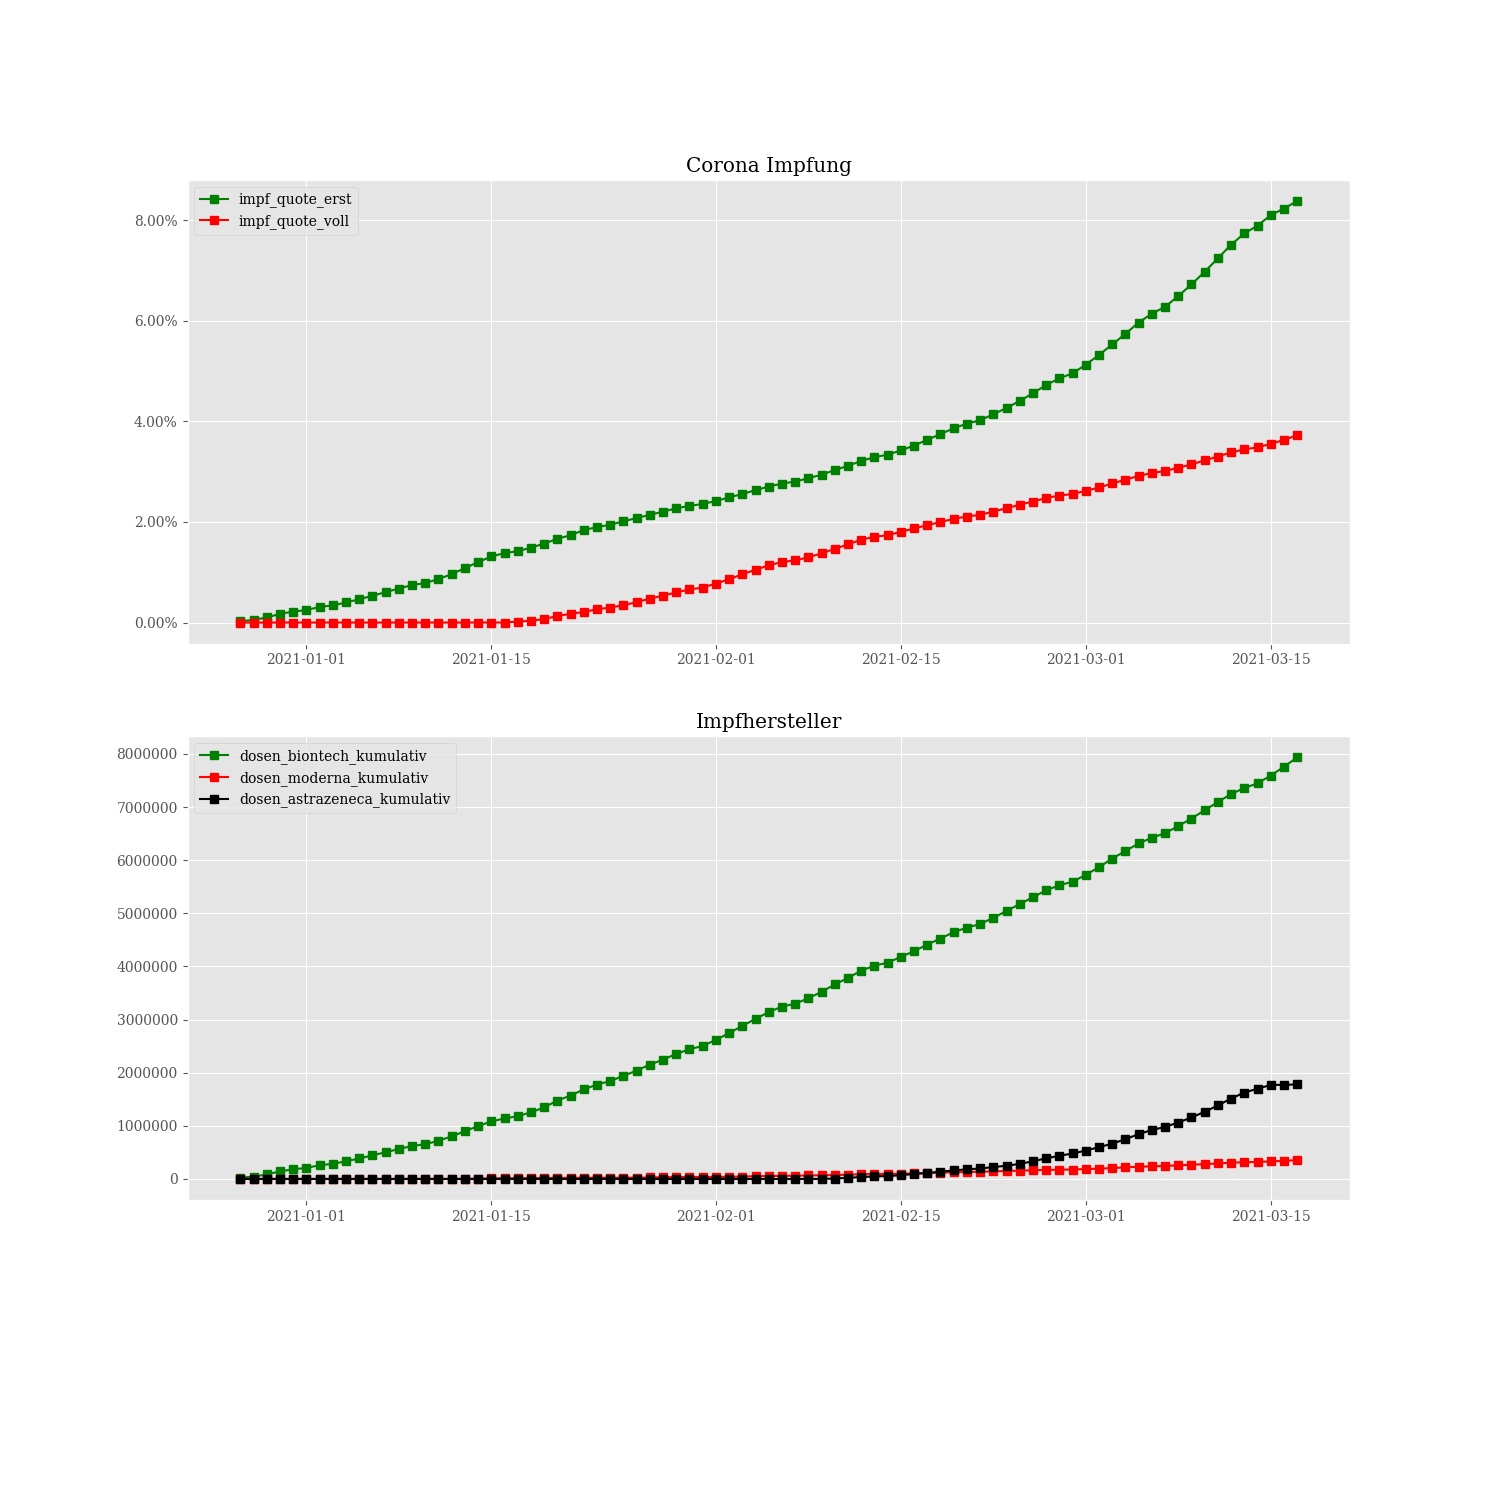 Corona Impfung
impf_quote_erst
impf_quote_voll
8.00%
6.00%
4.00%
2.00%
0.00%
2021-01-01 2021-01-15 2021-02-01 2021-02-15 2021-03-01 2021-03-15
Impfhersteller
dosen_biontech_kumulativ
dosen_moderna_kumulativ
dosen_astrazeneca_kumulativ
8000000
7000000
6000000
5000000
4000000
3000000
2000000
1000000
0
2021-01-01 2021-01-15 2021-02-01 2021-02-15 2021-03-01 2021-03-15